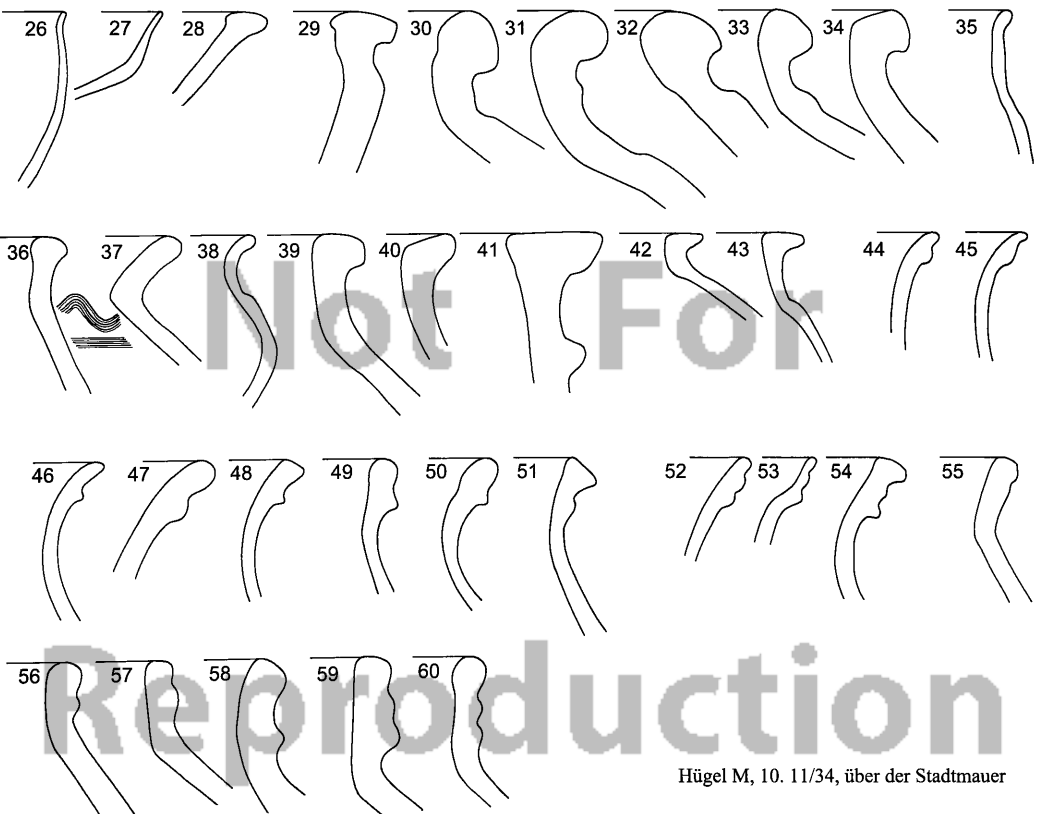 26 27 28 29 30 31 32 33 34 35
36 37 38 39 40 41 42 43 44 45
Not For
46 47 48 49 50 51 52 53 54 55
56 57 58 59 60
Reproduction
Hügel M, 10. 11/34, über der Stadtmauer